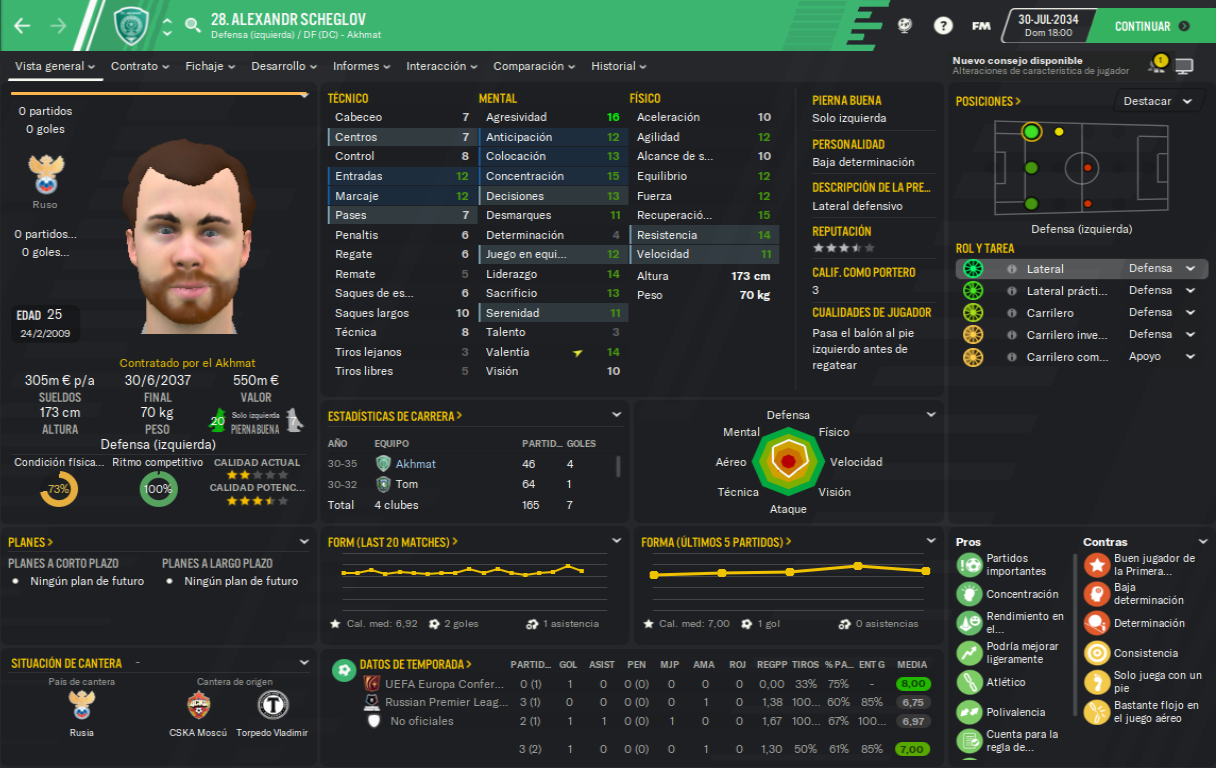 28. ALEXANDR SCHEGLOV
Defensa (izquierda) / DF (DC) - Akhmat
?
FM
30-JUL-2034
Dom 18:00
CONTINUAR
Vista general
Contrato
Fichaje
Desarrollo
Informes
Interacción
Comparación
Historial
Nuevo consejo disponible
Alteraciones de característica de jugador
1
0 partidos
0 goles
Ruso
0 partidos...
0 goles...
EDAD 25
24/2/2009
Contratado por el Akhmat
305m € p/a
SUELDOS
30/6/2037
FINAL
550m €
VALOR
173 cm
ALTURA
70 kg
PESO
20
Solo izquierda
PIERNA BUENA
7
Defensa (izquierda)
Condición física...
73%
Ritmo competitivo
100%
CALIDAD ACTUAL
CALIDAD POTENC...
TÉCNICO
Cabeceo 7
Centros 7
Control 8
Entradas 12
Marcaje 12
Pases 7
Penaltis 6
Regate 6
Remate 5
Saques de es... 6
Saques largos 10
Técnica 8
Tiros lejanos 3
Tiros libres 5
MENTAL
Agresividad 16
Anticipación 12
Colocación 13
Concentración 15
Decisiones 13
Desmarques 11
Determinación 4
Juego en equi... 12
Liderazgo 14
Sacrificio 13
Serenidad 11
Talento 3
Valentía 14
Visión 10
FÍSICO
Aceleración 10
Agilidad 12
Alcance de s... 10
Equilibrio 12
Fuerza 12
Recuperació... 15
Resistencia 14
Velocidad 11
Altura 173 cm
Peso 70 kg
PIERNA BUENA
Solo izquierda
PERSONALIDAD
Baja determinación
DESCRIPCIÓN DE LA PRE...
Lateral defensivo
REPUTACIÓN
CALIF. COMO PORTERO
3
CUALIDADES DE JUGADOR
Pasa el balón al pie
izquierdo antes de
regatear
POSICIONES
Destacar
Defensa (izquierda)
ROL Y TAREA
Lateral Defensa
Lateral prácti... Defensa
Carrilero Defensa
Carrilero inve... Defensa
Carrilero com... Apoyo
ESTADÍSTICAS DE CARRERA
AÑO EQUIPO PARTID... GOLES
30-35 Akhmat 46 4
30-32 Tom 64 1
Total 4 clubes 165 7
Defensa
Físico
Velocidad
Visión
Ataque
Técnica
Aéreo
Mental
PLANES
PLANES A CORTO PLAZO
Ningún plan de futuro
PLANES A LARGO PLAZO
Ningún plan de futuro
FORM (LAST 20 MATCHES)
Cal. med: 6,92
2 goles
1 asistencia
FORMA (ÚLTIMOS 5 PARTIDOS)
Cal. med: 7,00
1 gol
0 asistencias
Pros
Partidos
importantes
Concentración
Rendimiento en
el...
Podría mejorar
ligeramente
Atlético
Polivalencia
Cuenta para la
regla de...
Contras
Buen jugador de
la Primera...
Baja
determinación
Determinación
Consistencia
Solo juega con un
pie
Bastante flojo en
el juego aéreo
SITUACIÓN DE CANTERA -
País de cantera
Rusia
Cantera de origen
CSKA Moscú
Torpedo Vladimir
DATOS DE TEMPORADA PARTID... GOL ASIST PEN MJP AMA ROJ REGPP TIROS % PA... ENT G MEDIA
UEFA Europa Confer... 0 (1) 1 0 0 (0) 0 0 0 0,00 33% 75% - 8,00
Russian Premier Leag... 3 (1) 0 0 0 (0) 0 1 0 1,38 100... 60% 85% 6,75
No oficiales 2 (1) 1 1 0 (0) 1 0 0 1,67 100... 67% 100... 6,97
3 (2) 1 0 0 (0) 0 1 0 1,30 50% 61% 85% 7,00